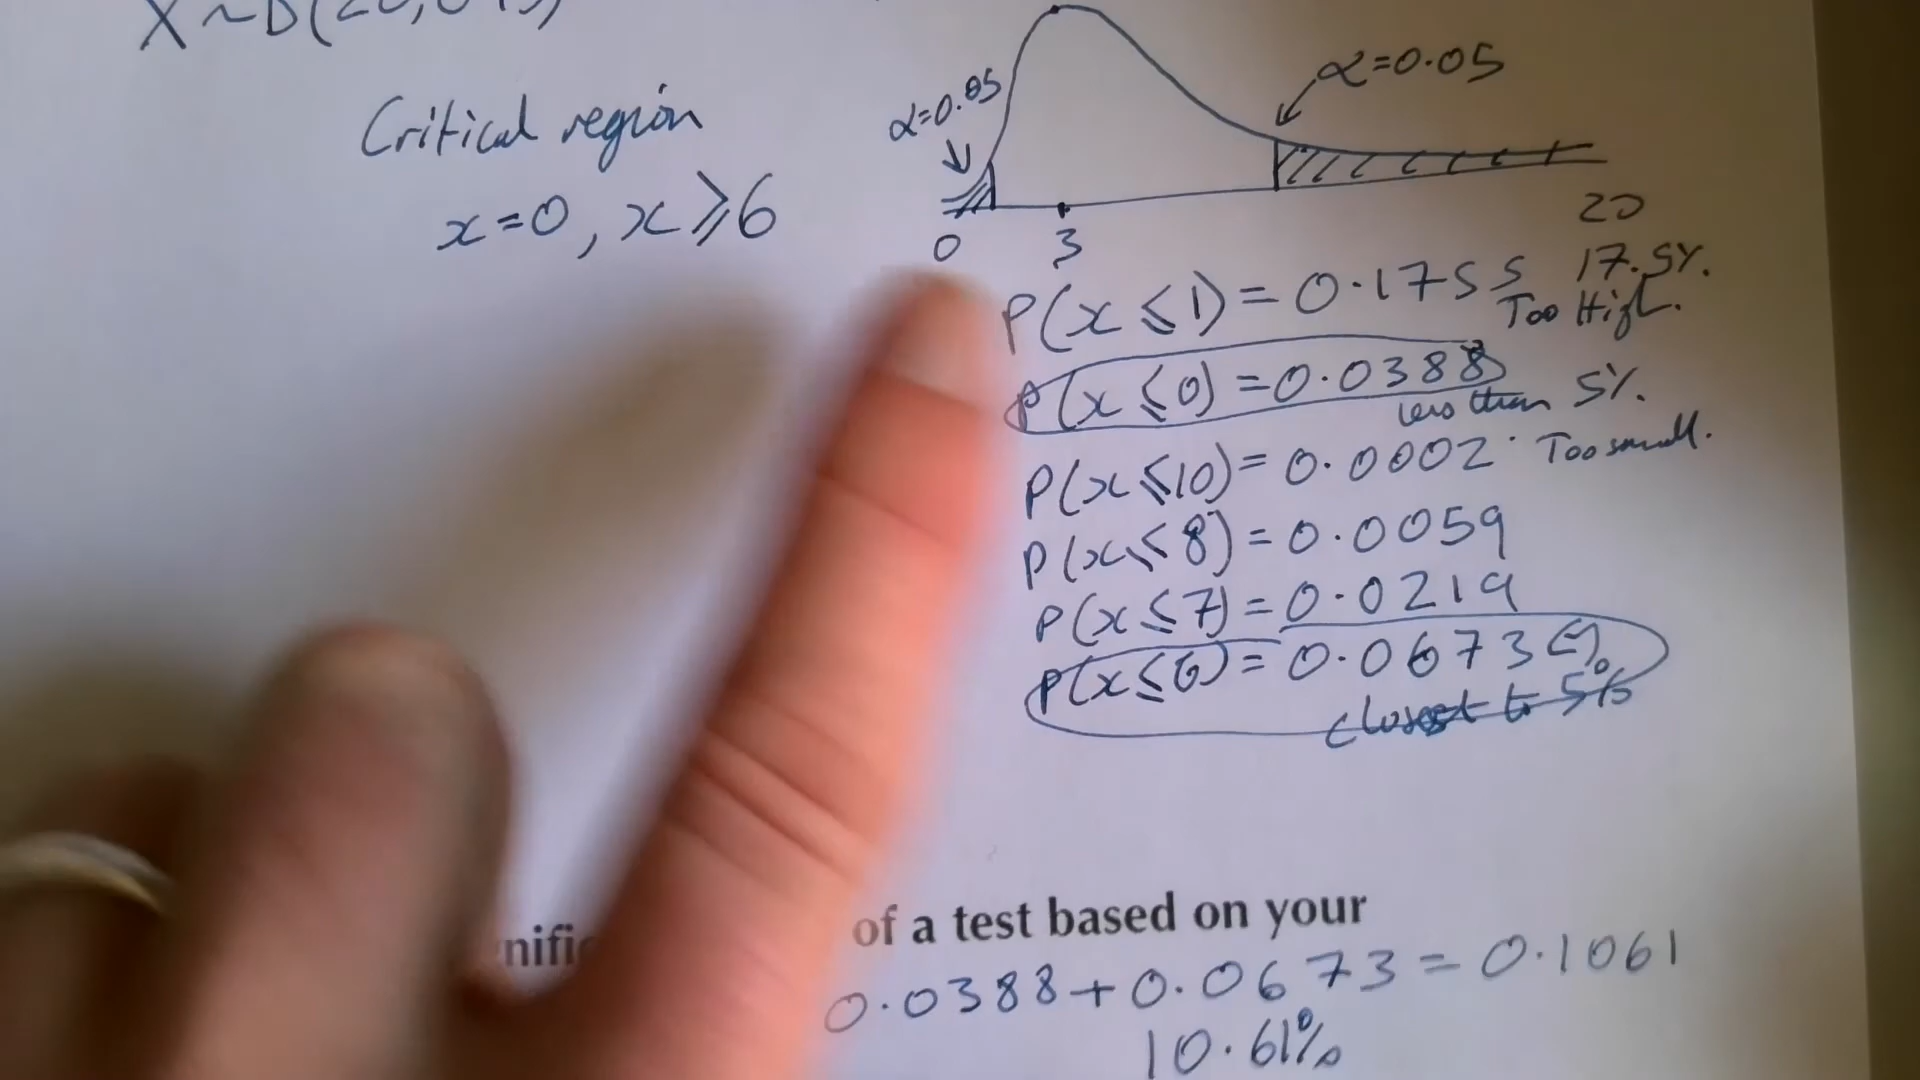 Critical region
x=0, x⩾6
α=0.05
α=0.05
0 3 20
P(x⩽1)=0.1755 17.5%.
Too High.
P(x⩽0)=0.0388
less than 5%.
P(x⩽10)=0.0002 Too small.
P(x⩽8)=0.0059
P(x⩽7)=0.0219
P(x⩽6)=0.0673
closest to 5%
of a test based on your
0.0388+0.0673=0.1061
10.61%